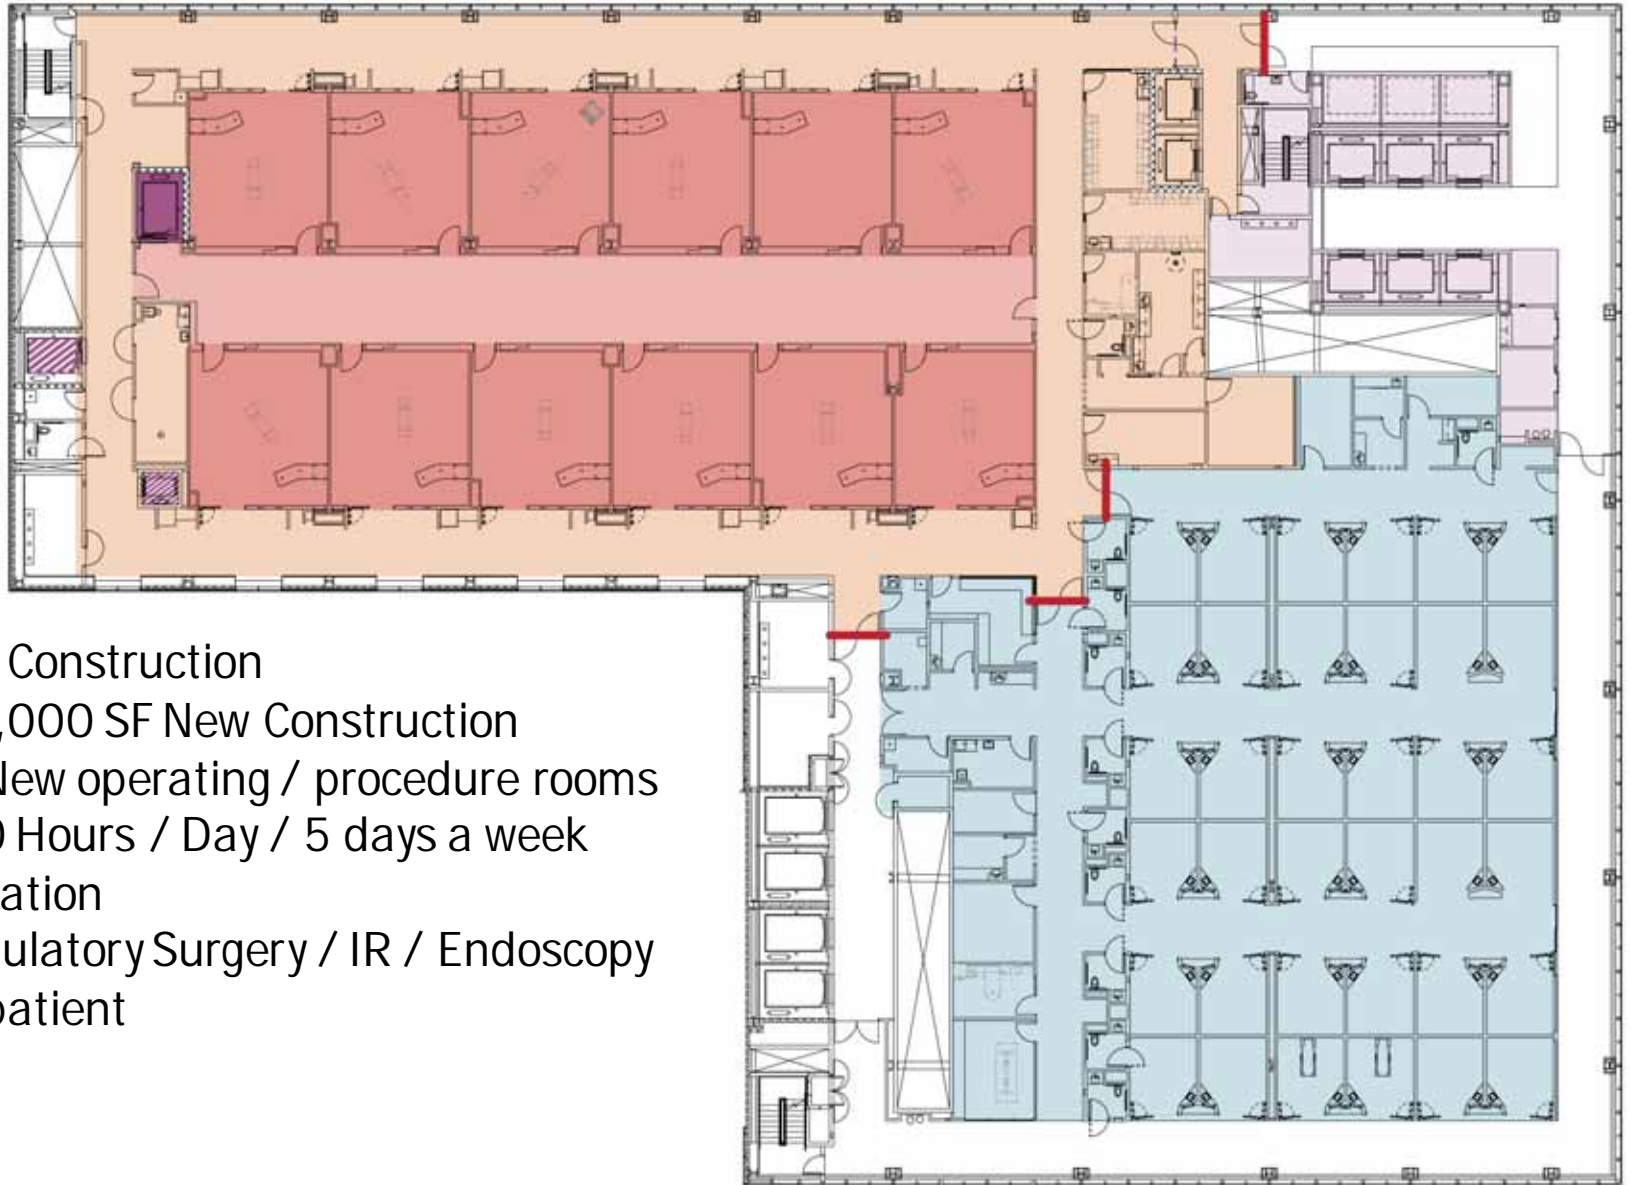 Construction
,000 SF New Construction
New operating / procedure rooms
0 Hours / Day / 5 days a week
ation
ulatory Surgery / IR / Endoscopy
patient